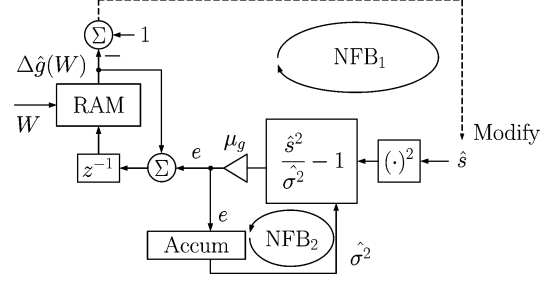 Σ 1
−
NFB₁
Δĝ(W)
RAM
W
Modify
μ_g
e
z⁻¹
Σ
ŝ²/σ̂² − 1
(·)²
ŝ
e
Accum
NFB₂
σ̂²